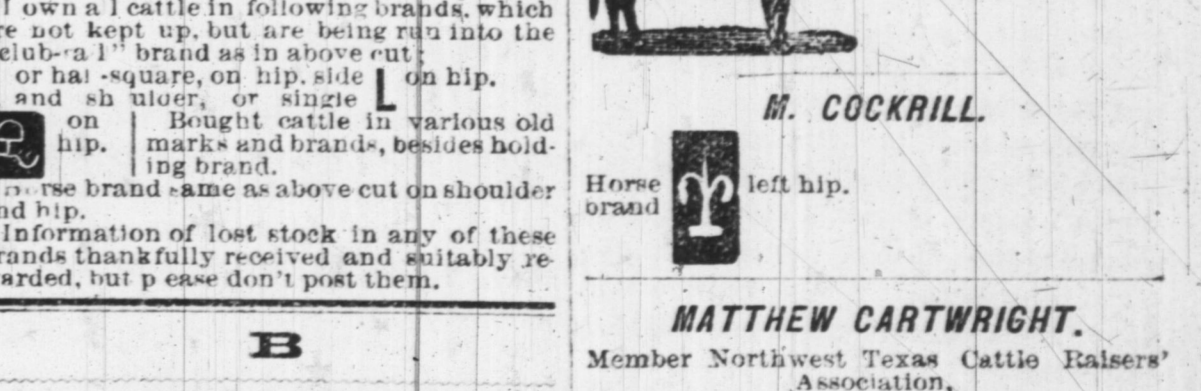 I own a l cattle in following brands, which
re not kept up, but are being run into the
club- a l" brand as in above cut;
or hal -square, on hip, side L on hip.
and sh ulder, or single
on
hip.
Bought cattle in various old
marks and brands, besides hold-
ing brand.
rse brand same as above cut on shoulder
nd hip.
Information of lost stock in any of these
rands thankfully received and suitably re-
arded, but p ease don't post them.
B
M. COCKRILL.
Horse
brand
left hip.
MATTHEW CARTWRIGHT.
Member Northwest Texas Cattle Raisers'
Association,